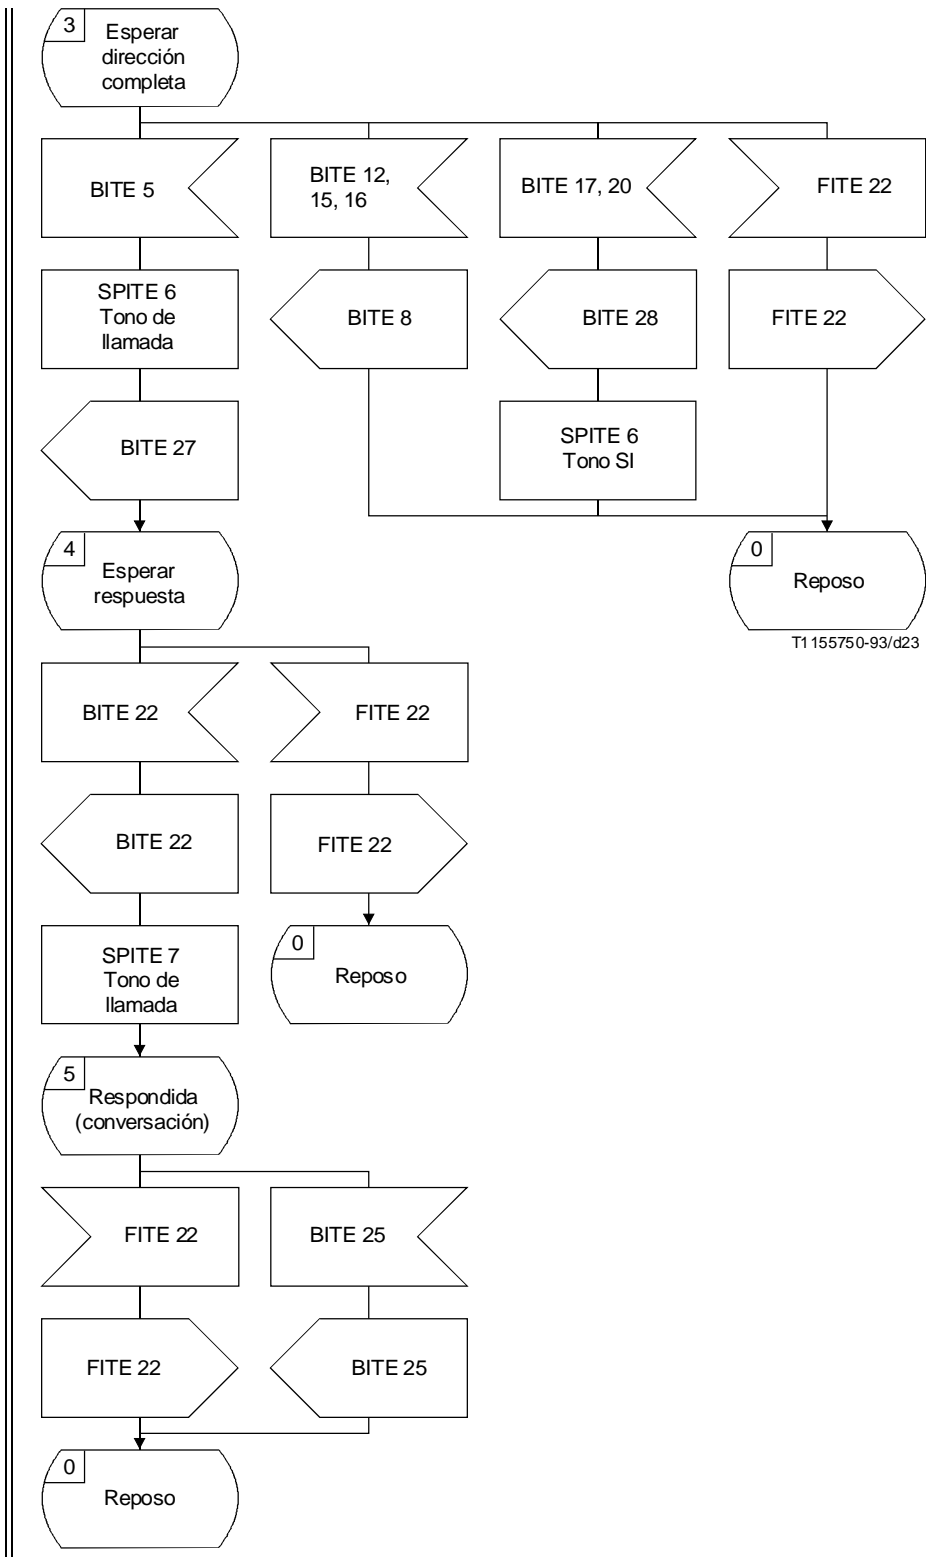 3
Esperar
dirección
completa
BITE 5
BITE 12,
15, 16
BITE 17, 20
FITE 22
SPITE 6
Tono de
llamada
BITE 8
BITE 28
FITE 22
BITE 27
SPITE 6
Tono SI
4
Esperar
respuesta
0
Reposo
T1155750-93/d23
BITE 22
FITE 22
BITE 22
FITE 22
SPITE 7
Tono de
llamada
0
Reposo
5
Respondida
(conversación)
FITE 22
BITE 25
FITE 22
BITE 25
0
Reposo